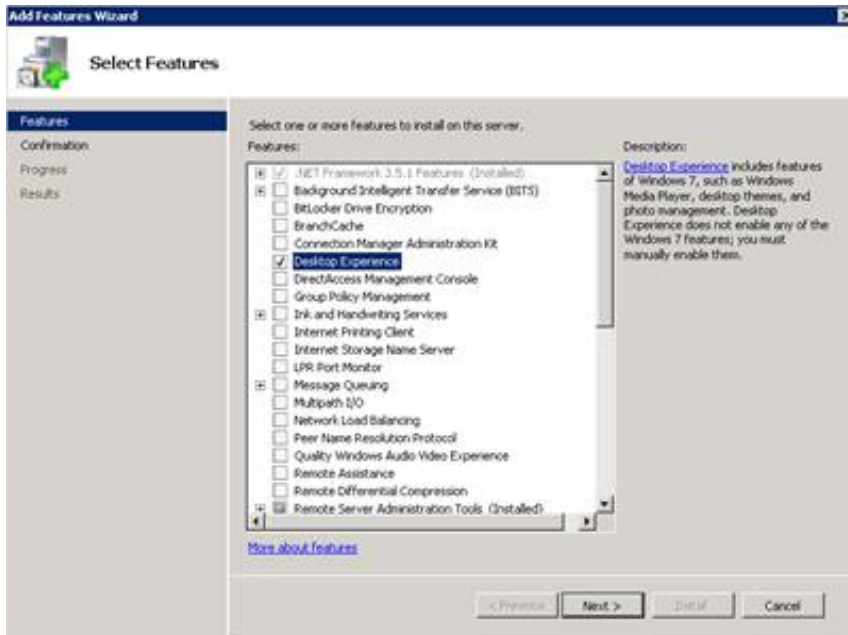 Add Features Wizard
Select Features
Features
Confirmation
Progress
Results
Select one or more features to install on this server.
Features:
.NET Framework 3.5.1 Features (Installed)
Background Intelligent Transfer Service (BITS)
BitLocker Drive Encryption
BranchCache
Connection Manager Administration Kit
Desktop Experience
DirectAccess Management Console
Group Policy Management
Ink and Handwriting Services
Internet Printing Client
Internet Storage Name Server
LPR Port Monitor
Message Queuing
Multipath I/O
Network Load Balancing
Peer Name Resolution Protocol
Quality Windows Audio Video Experience
Remote Assistance
Remote Differential Compression
Remote Server Administration Tools (Installed)
More about features
Description:
Desktop Experience includes features
of Windows 7, such as Windows
Media Player, desktop themes, and
photo management. Desktop
Experience does not enable any of the
Windows 7 features; you must
manually enable them.
< Previous
Next >
Install
Cancel